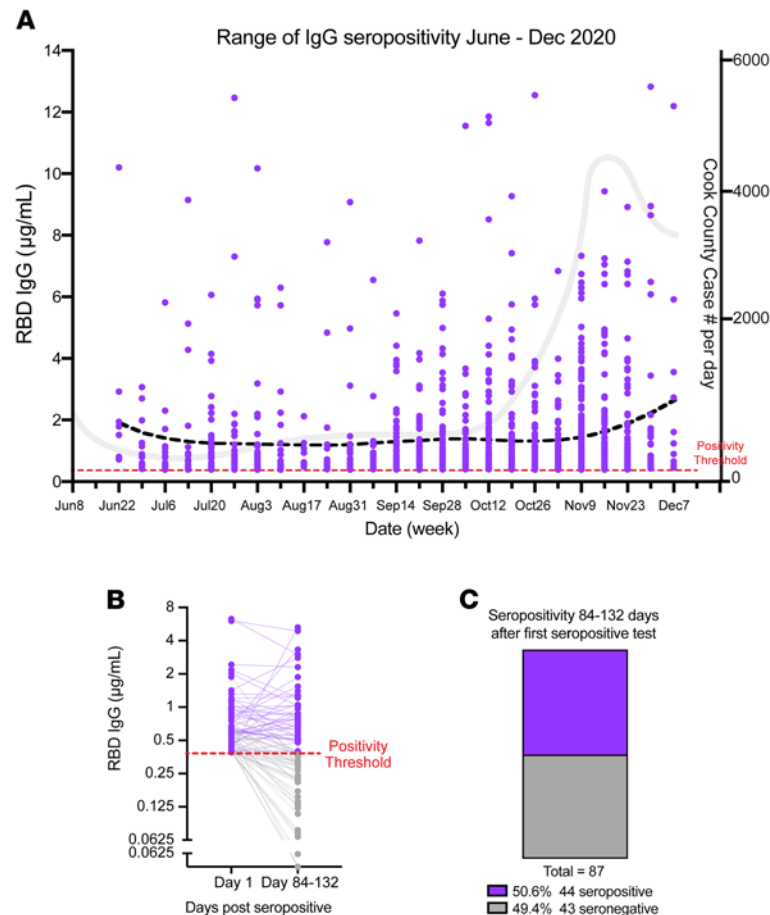 A
Range of IgG seropositivity June - Dec 2020
14
12
10
8
6
4
2
0
RBD IgG (µg/mL)
6000
4000
2000
0
Cook County Case # per day
Positivity
Threshold
Jun8 Jun22 Jul6 Jul20 Aug3 Aug17 Aug31 Sep14 Sep28 Oct12 Oct26 Nov9 Nov23 Dec7
Date (week)
B
8
4
2
1
0.5
0.25
0.125
0.0625
0.0625
RBD IgG (µg/mL)
Positivity
Threshold
Day 1 Day 84-132
Days post seropositive
C
Seropositivity 84-132 days
after first seropositive test
Total = 87
50.6% 44 seropositive
49.4% 43 seronegative